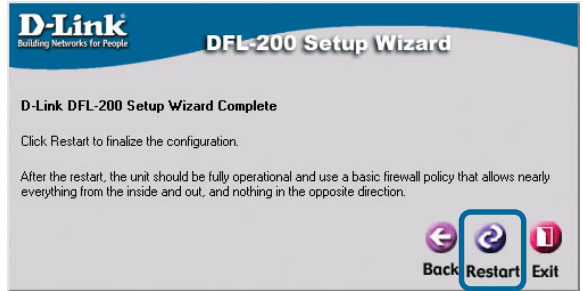 D-Link
Building Networks for People
DFL-200 Setup Wizard
D-Link DFL-200 Setup Wizard Complete
Click Restart to finalize the configuration.
After the restart, the unit should be fully operational and use a basic firewall policy that allows nearly
everything from the inside and out, and nothing in the opposite direction.
Back Restart Exit